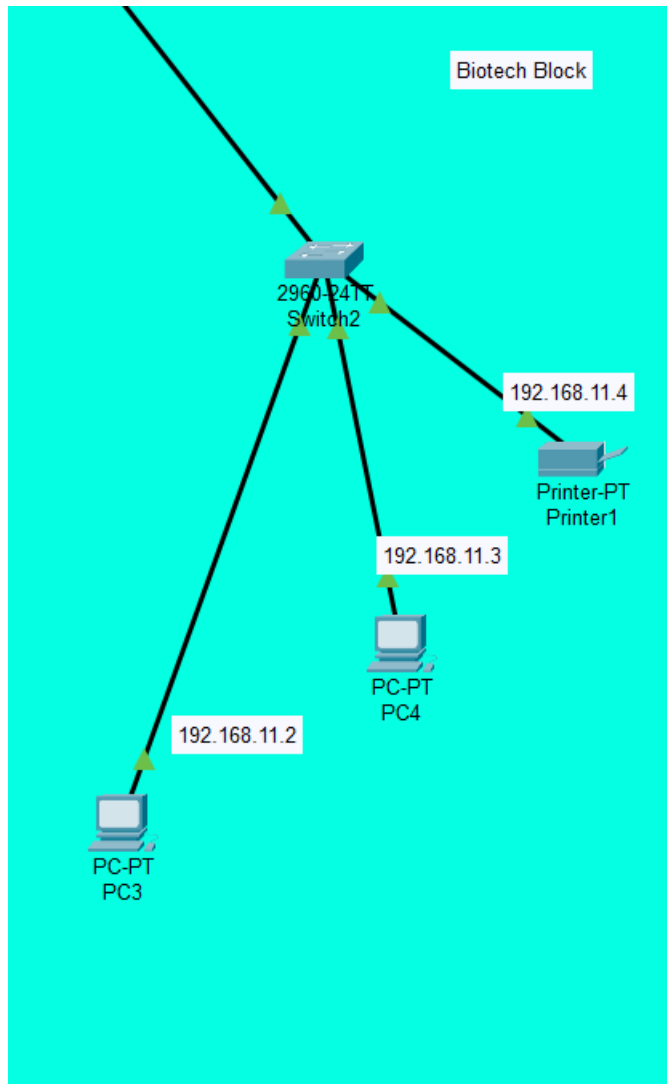 Biotech Block
2960-24TT
Switch2
192.168.11.4
Printer-PT
Printer1
192.168.11.3
PC-PT
PC4
192.168.11.2
PC-PT
PC3